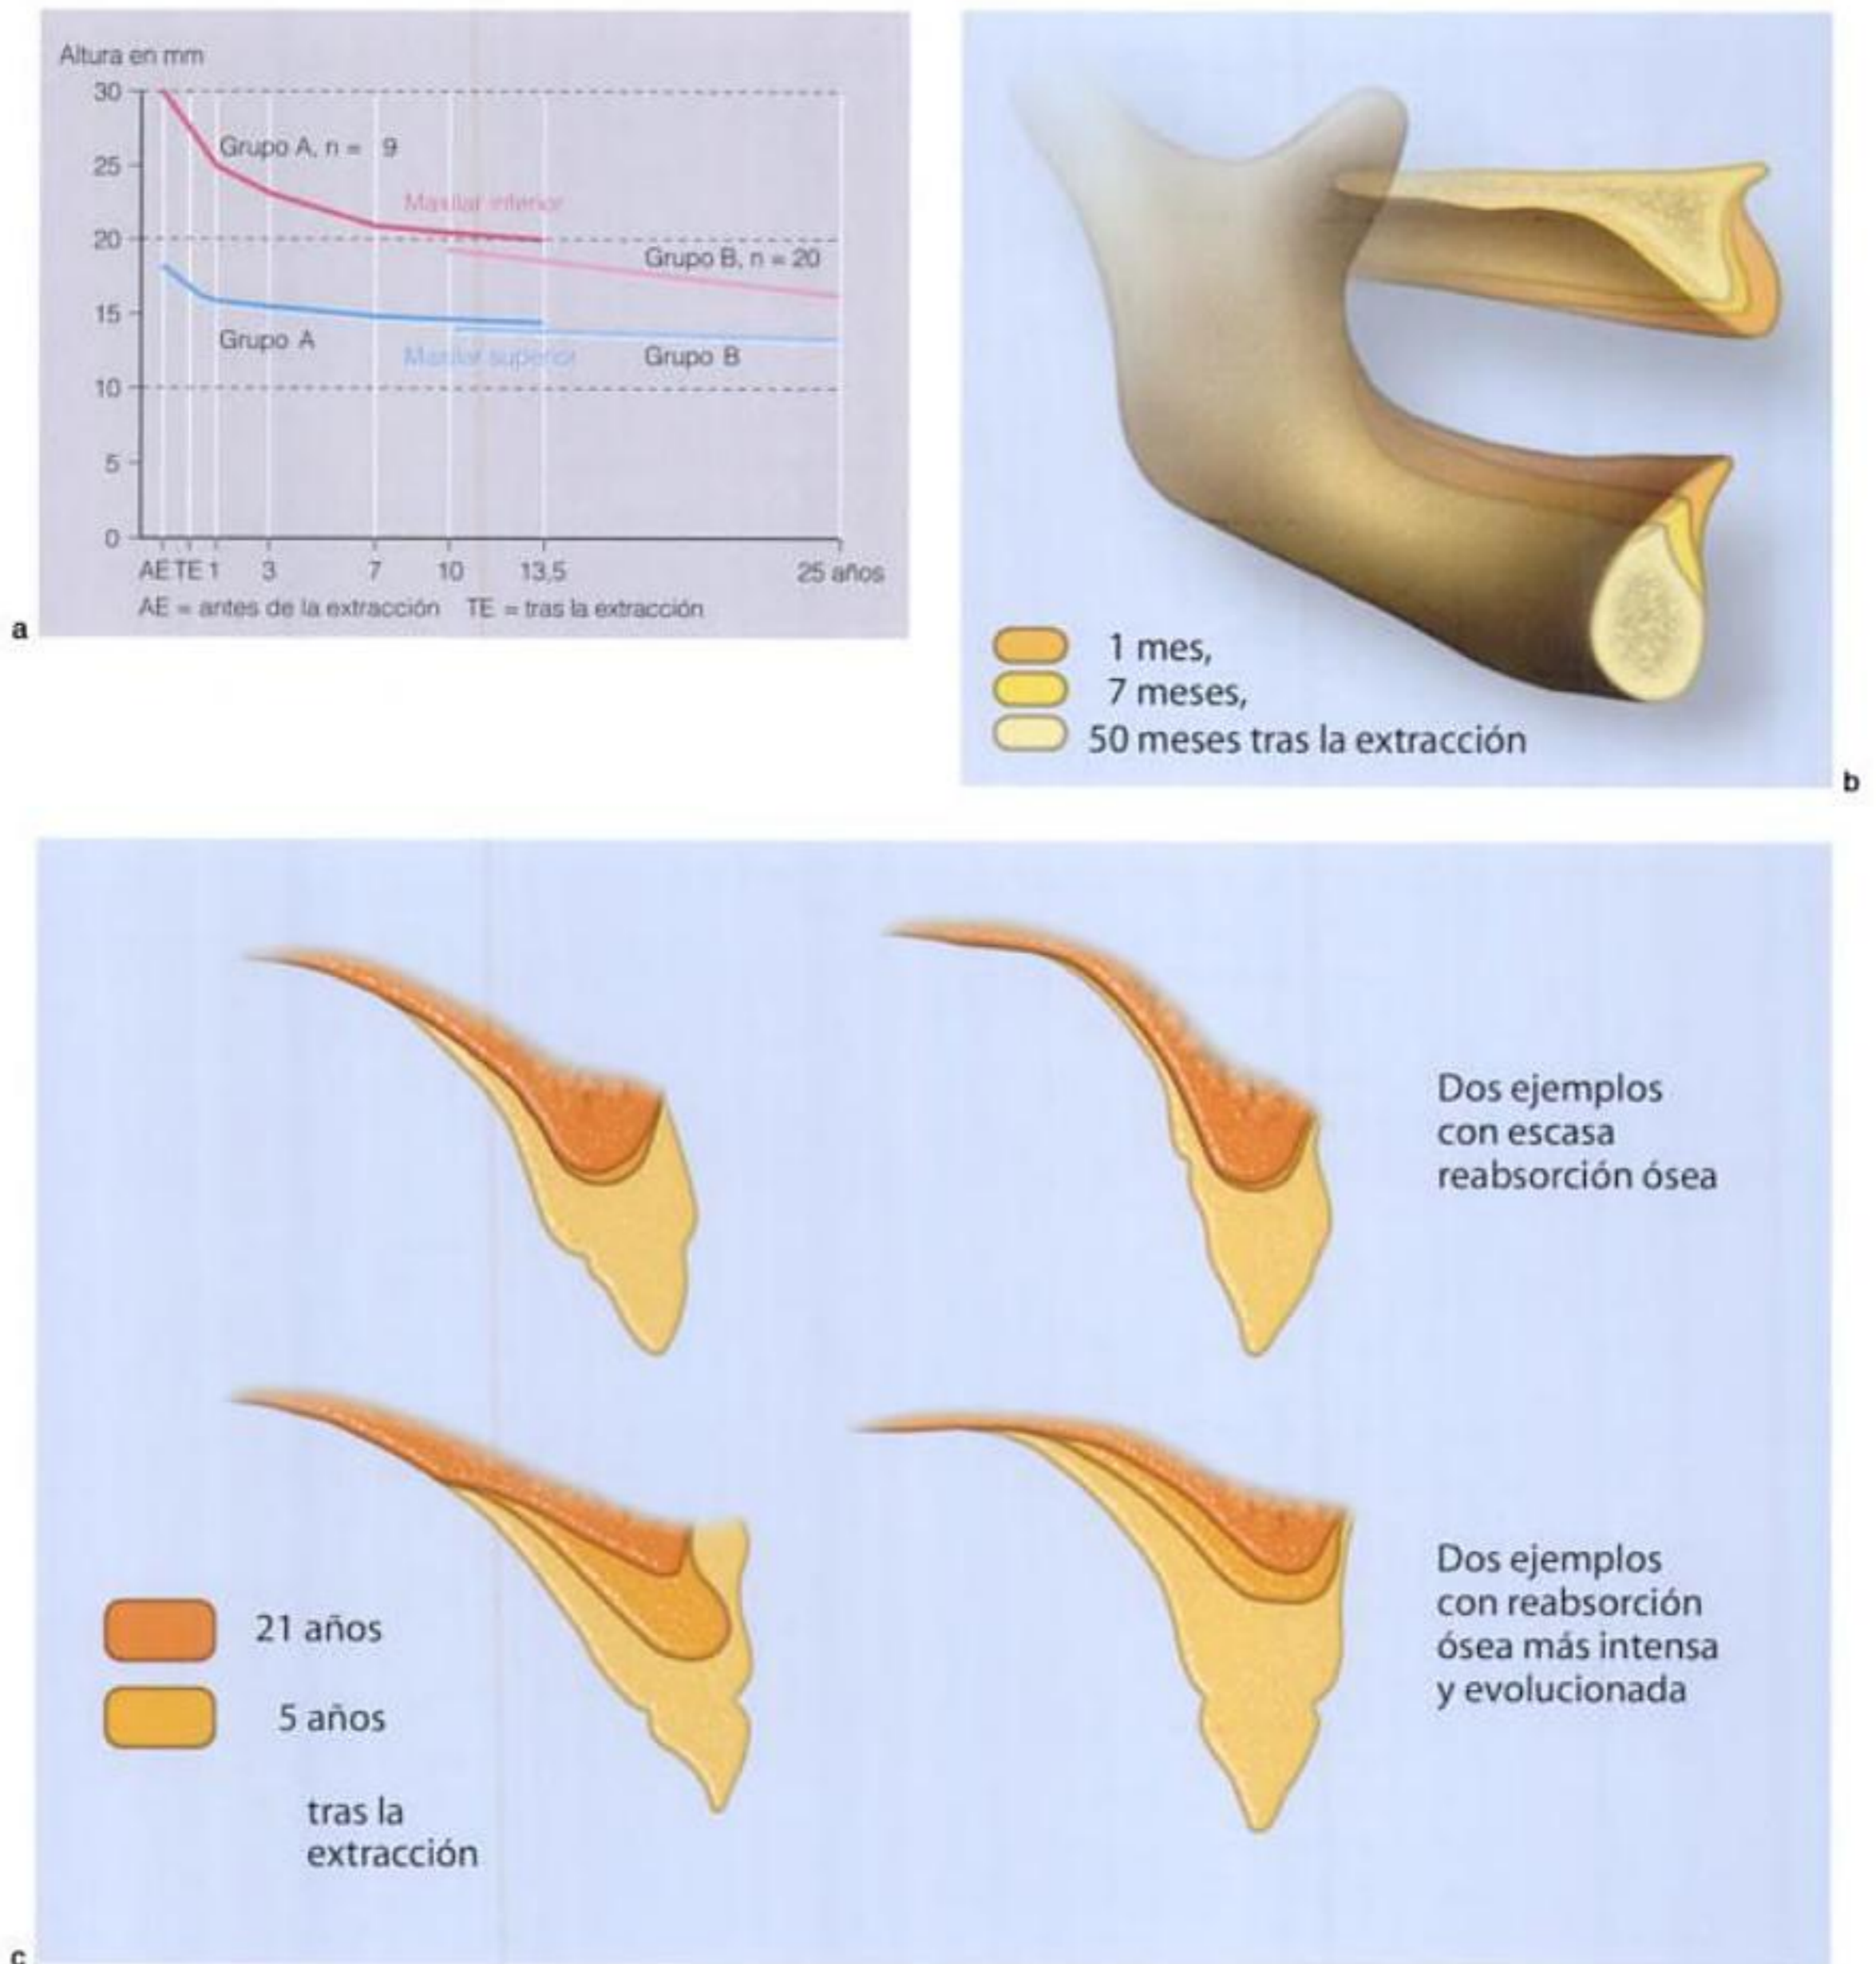 Altura en mm
30
25
20
15
10
5
0
Grupo A, n = 9
Maxilar inferior
Grupo B, n = 20
Grupo A
Maxilar superior
Grupo B
AE TE 1 3 7 10 13,5 25 años
AE = antes de la extracción TE = tras la extracción
a
1 mes,
7 meses,
50 meses tras la extracción
b
Dos ejemplos
con escasa
reabsorción ósea
Dos ejemplos
con reabsorción
ósea más intensa
y evolucionada
21 años
5 años
tras la
extracción
c